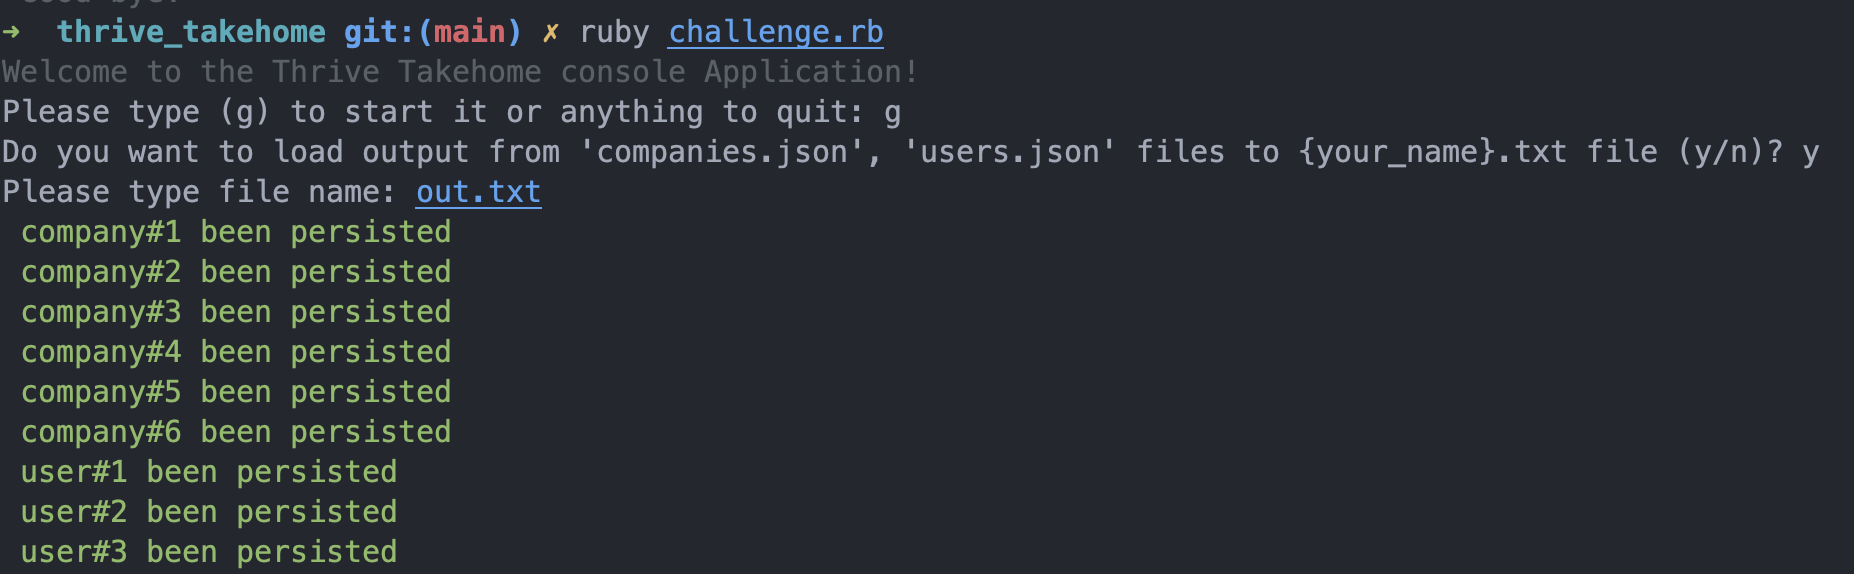 Good bye!
➜  thrive_takehome git:(main) ✗ ruby challenge.rb
Welcome to the Thrive Takehome console Application!
Please type (g) to start it or anything to quit: g
Do you want to load output from 'companies.json', 'users.json' files to {your_name}.txt file (y/n)? y
Please type file name: out.txt
company#1 been persisted
company#2 been persisted
company#3 been persisted
company#4 been persisted
company#5 been persisted
company#6 been persisted
user#1 been persisted
user#2 been persisted
user#3 been persisted